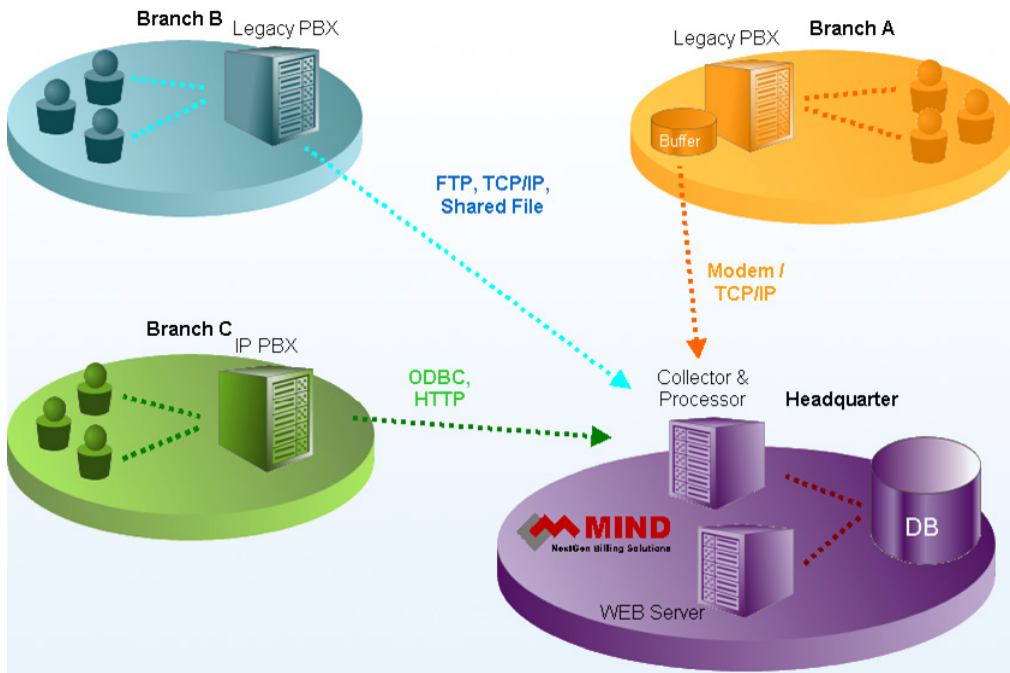 Branch B
Legacy PBX
Branch A
Legacy PBX
Buffer
FTP, TCP/IP,
Shared File
Modem /
TCP/IP
Branch C
IP PBX
ODBC,
HTTP
Collector &
Processor
Headquarter
MIND
NextGen Billing Solutions
DB
WEB Server